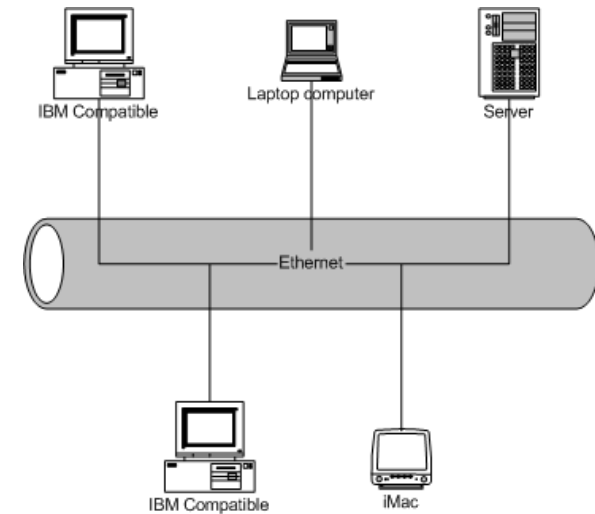 IBM Compatible
Laptop computer
Server
Ethernet
IBM Compatible
iMac